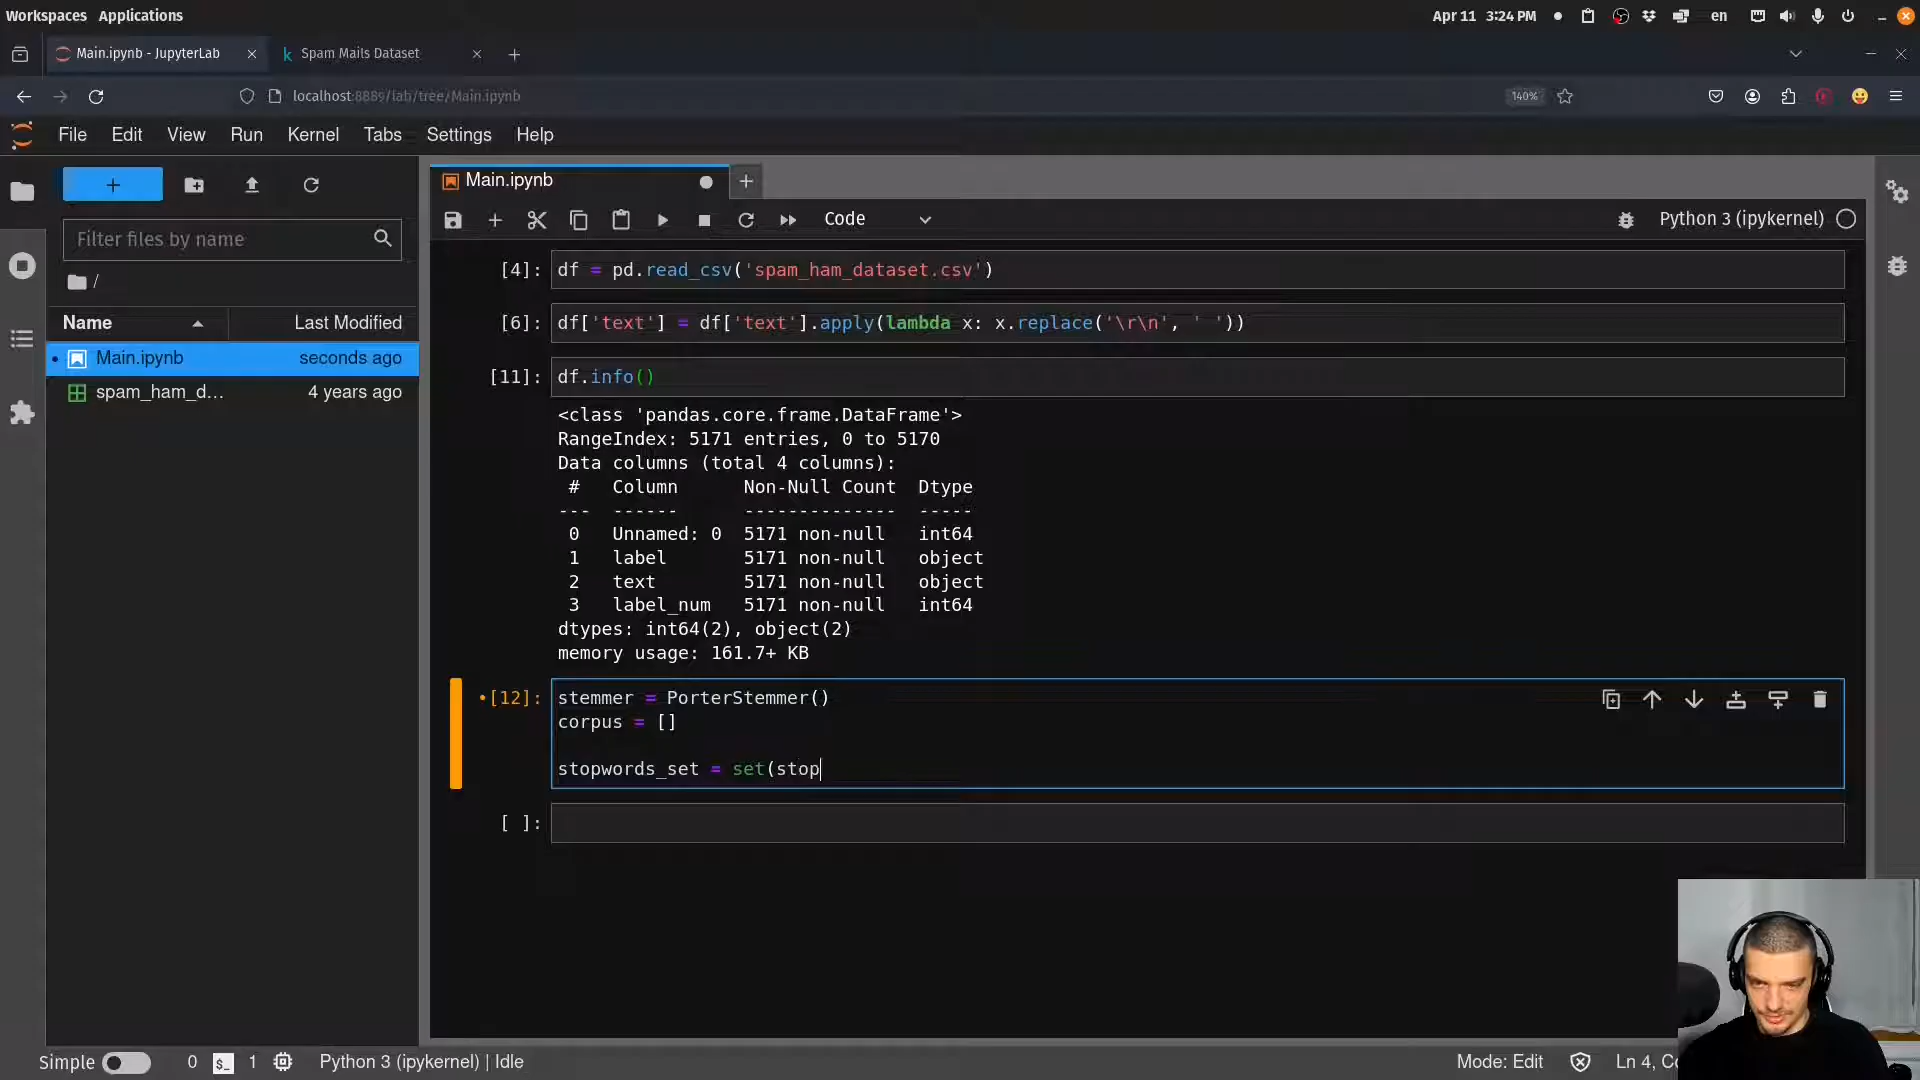 Workspaces Applications
Apr 11 3:24 PM
en
Main.ipynb - JupyterLab
Spam Mails Dataset
localhost:8889/lab/tree/Main.ipynb
140%
File Edit View Run Kernel Tabs Settings Help
Filter files by name
/
Name Last Modified
Main.ipynb seconds ago
spam_ham_d... 4 years ago
Main.ipynb
Code
Python 3 (ipykernel)
[4]: df = pd.read_csv('spam_ham_dataset.csv')
[6]: df['text'] = df['text'].apply(lambda x: x.replace('\r\n', ' '))
[11]: df.info()
<class 'pandas.core.frame.DataFrame'>
RangeIndex: 5171 entries, 0 to 5170
Data columns (total 4 columns):
 #   Column      Non-Null Count  Dtype
---  ------      --------------  -----
 0   Unnamed: 0  5171 non-null   int64
 1   label       5171 non-null   object
 2   text        5171 non-null   object
 3   label_num   5171 non-null   int64
dtypes: int64(2), object(2)
memory usage: 161.7+ KB
•[12]: stemmer = PorterStemmer()
corpus = []
stopwords_set = set(stop
[ ]:
Simple 0 $_ 1 Python 3 (ipykernel) | Idle
Mode: Edit Ln 4,